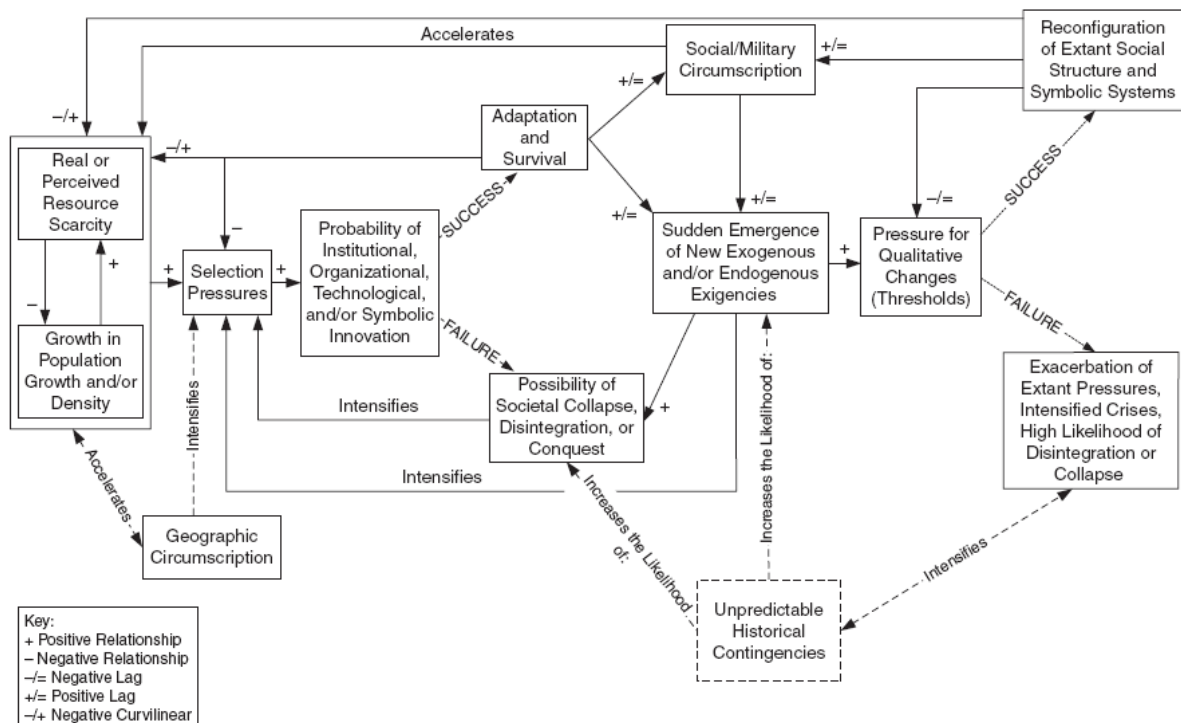 Reconfiguration
of Extant Social
Structure and
Symbolic Systems
Accelerates
Social/Military
Circumscription
+/=
+/=
–/+
Adaptation
and
Survival
–/+
Real or
Perceived
Resource
Scarcity
–
+
Growth in
Population
Growth and/or
Density
+
–
Selection
Pressures
+
Probability of
Institutional,
Organizational,
Technological,
and/or Symbolic
Innovation
SUCCESS
FAILURE
+/=
+/=
Sudden Emergence
of New Exogenous
and/or Endogenous
Exigencies
+
–/=
Pressure for
Qualitative
Changes
(Thresholds)
SUCCESS
FAILURE
Exacerbation of
Extant Pressures,
Intensified Crises,
High Likelihood of
Disintegration or
Collapse
Possibility of
Societal Collapse,
Disintegration, or
Conquest
+
Intensifies
Intensifies
Intensifies
Accelerates
Geographic
Circumscription
Increases the Likelihood
of:
Increases the Likelihood of:
Intensifies
Unpredictable
Historical
Contingencies
Key:
+ Positive Relationship
– Negative Relationship
–/= Negative Lag
+/= Positive Lag
–/+ Negative Curvilinear